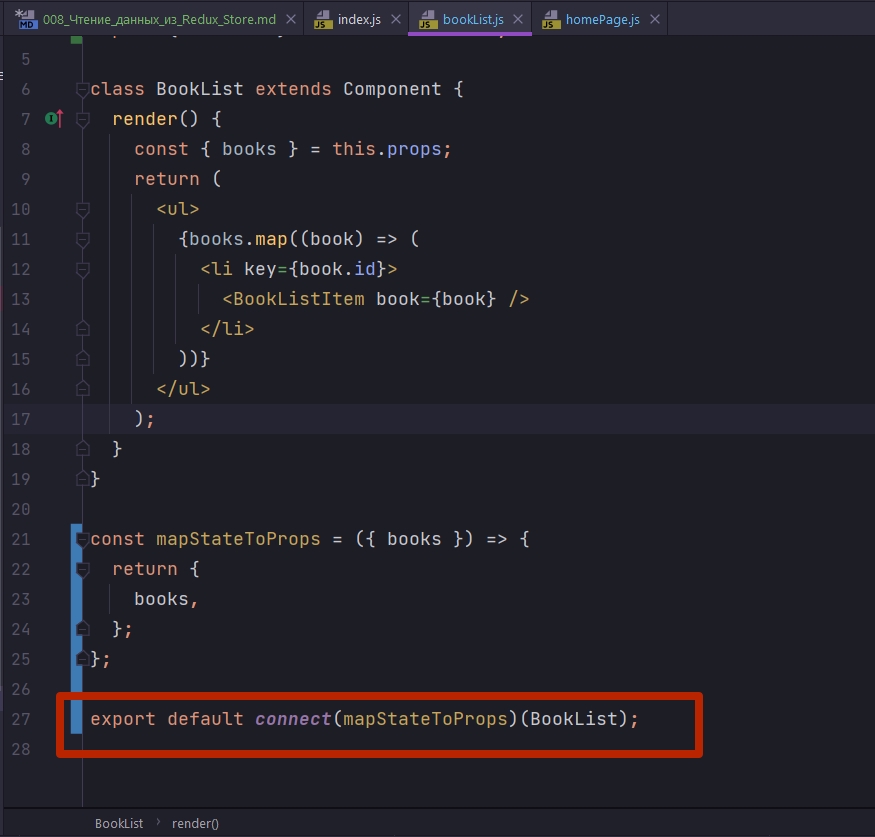 008_Чтение_данных_из_Redux_Store.md index.js bookList.js homePage.js
5
6 class BookList extends Component {
7 render() {
8 const { books } = this.props;
9 return (
10 <ul>
11 {books.map((book) => (
12 <li key={book.id}>
13 <BookListItem book={book} />
14 </li>
15 ))}
16 </ul>
17 );
18 }
19 }
20
21 const mapStateToProps = ({ books }) => {
22 return {
23 books,
24 };
25 };
26
27 export default connect(mapStateToProps)(BookList);
28
BookList › render()